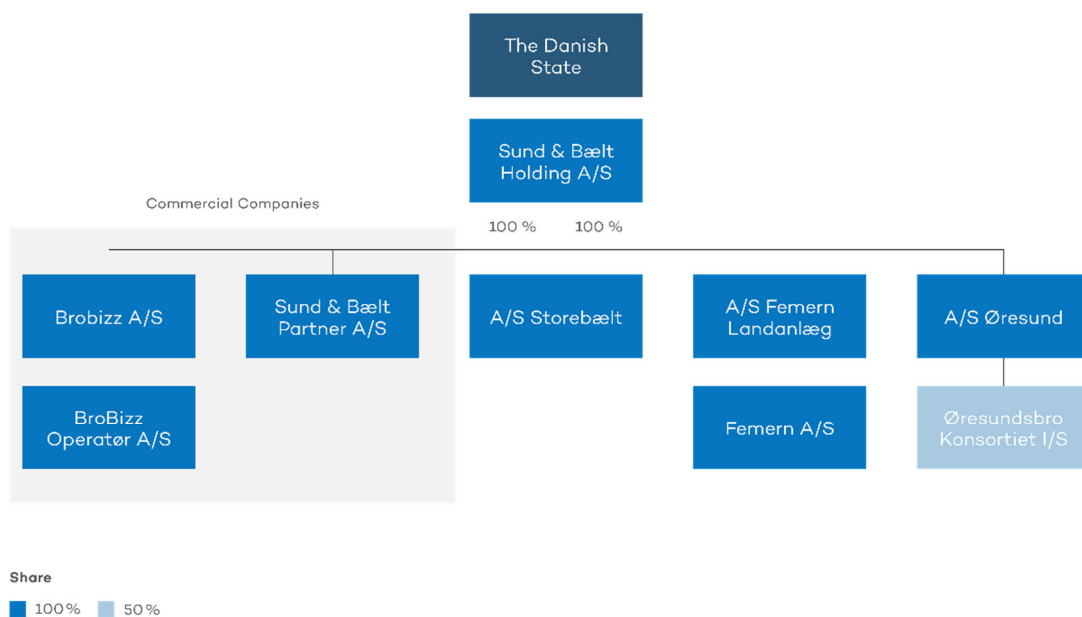 The Danish
State
Sund & Bælt
Holding A/S
Commercial Companies
100 % 100 %
Brobizz A/S
Sund & Bælt
Partner A/S
A/S Storebælt
A/S Femern
Landanlæg
A/S Øresund
BroBizz
Operatør A/S
Femern A/S
Øresundsbro
Konsortiet I/S
Share
100 % 50 %